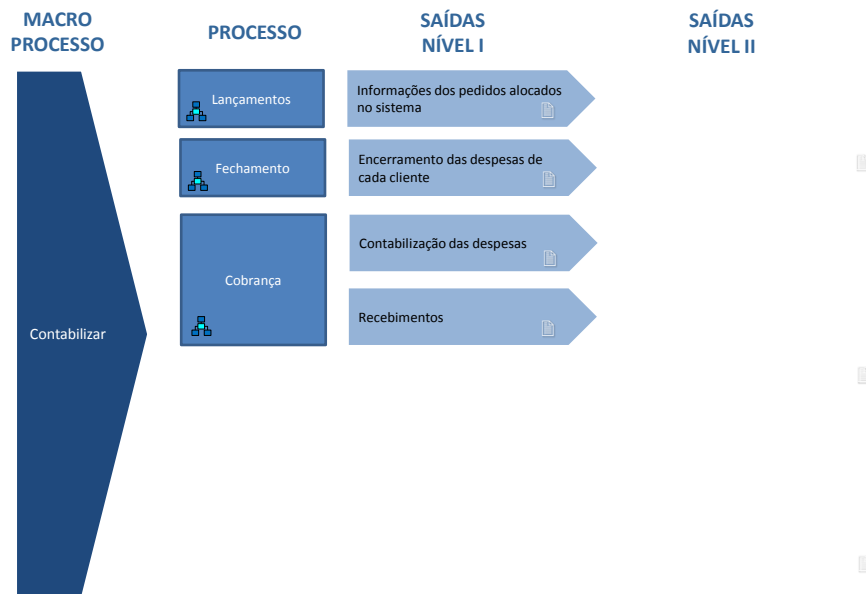 MACRO
PROCESSO
PROCESSO
SAÍDAS
NÍVEL I
SAÍDAS
NÍVEL II
Contabilizar
Lançamentos
Informações dos pedidos alocados
no sistema
Fechamento
Encerramento das despesas de
cada cliente
Cobrança
Contabilização das despesas
Recebimentos